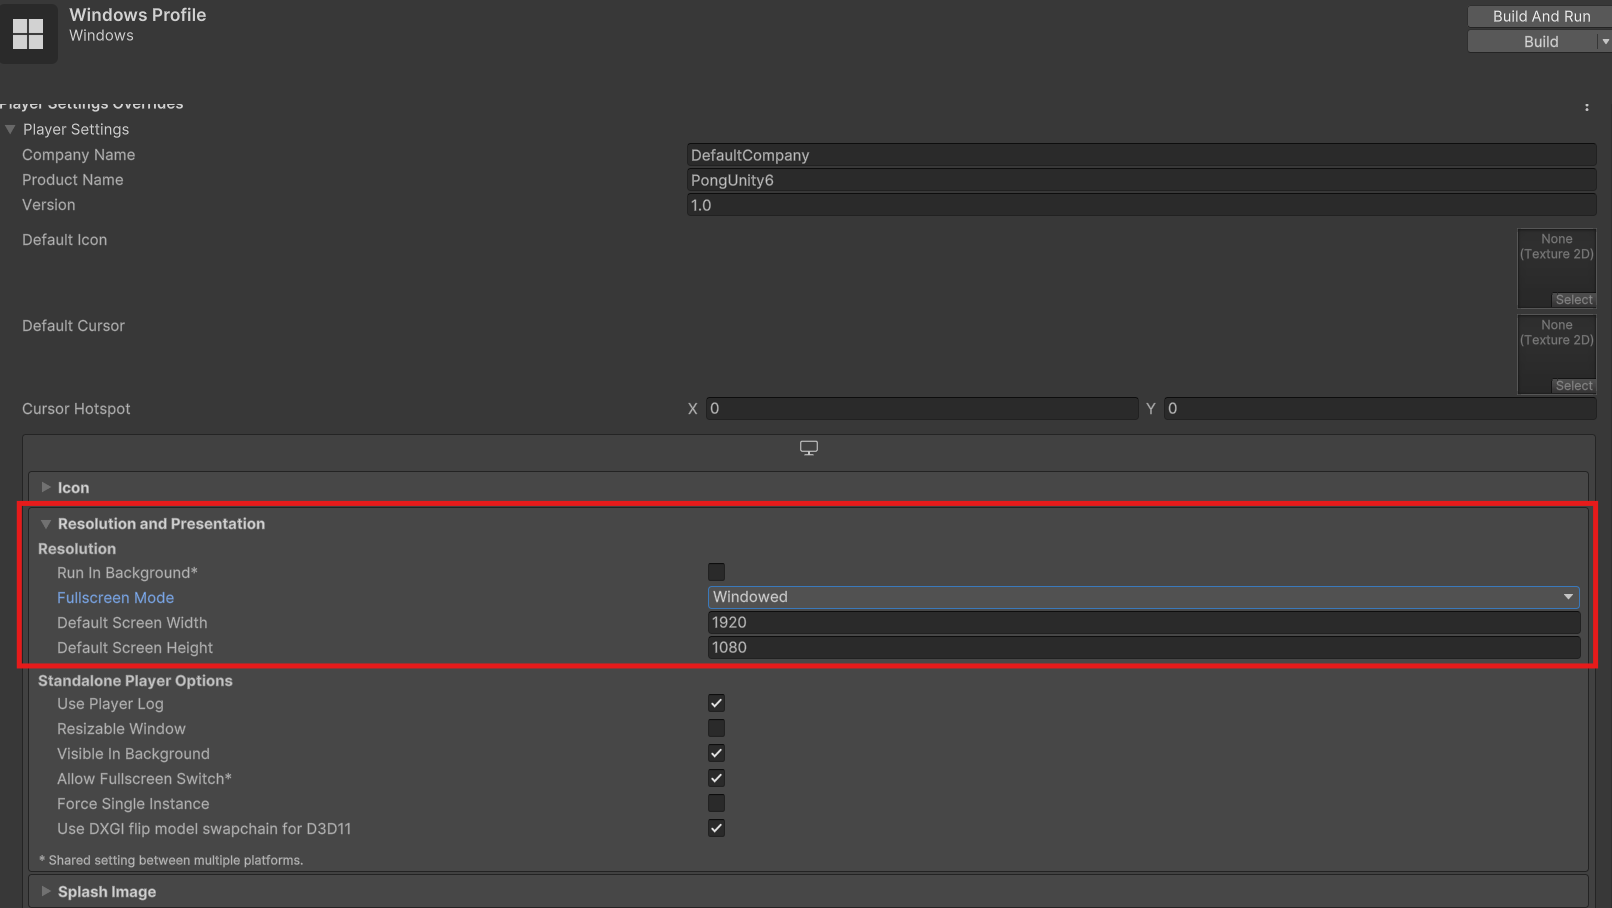 Windows Profile
Windows
Build And Run
Build
Player Settings Overrides
Player Settings
Company Name DefaultCompany
Product Name PongUnity6
Version 1.0
Default Icon
None
(Texture 2D)
Select
Default Cursor
None
(Texture 2D)
Select
Cursor Hotspot X 0 Y 0
Icon
Resolution and Presentation
Resolution
Run In Background*
Fullscreen Mode Windowed
Default Screen Width 1920
Default Screen Height 1080
Standalone Player Options
Use Player Log
Resizable Window
Visible In Background
Allow Fullscreen Switch*
Force Single Instance
Use DXGI flip model swapchain for D3D11
* Shared setting between multiple platforms.
Splash Image